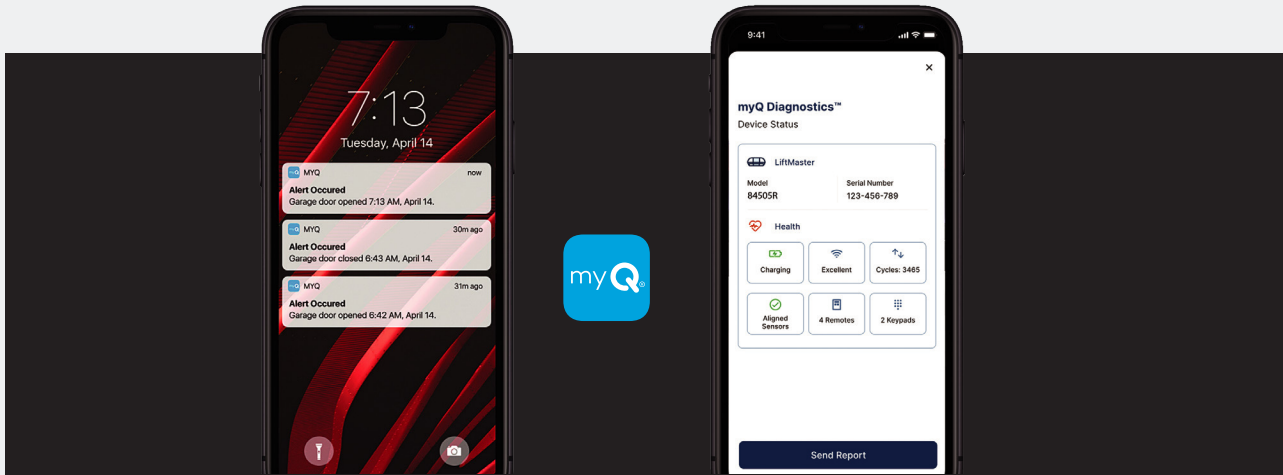 7:13
Tuesday, April 14
MYQ now
Alert Occured
Garage door opened 7:13 AM, April 14.
MYQ 30m ago
Alert Occured
Garage door closed 6:43 AM, April 14.
MYQ 31m ago
Alert Occured
Garage door opened 6:42 AM, April 14.
myQ®
9:41
myQ Diagnostics™
Device Status
LiftMaster
Model Serial Number
84505R 123-456-789
Health
Charging Excellent Cycles: 3465
Aligned
Sensors 4 Remotes 2 Keypads
Send Report